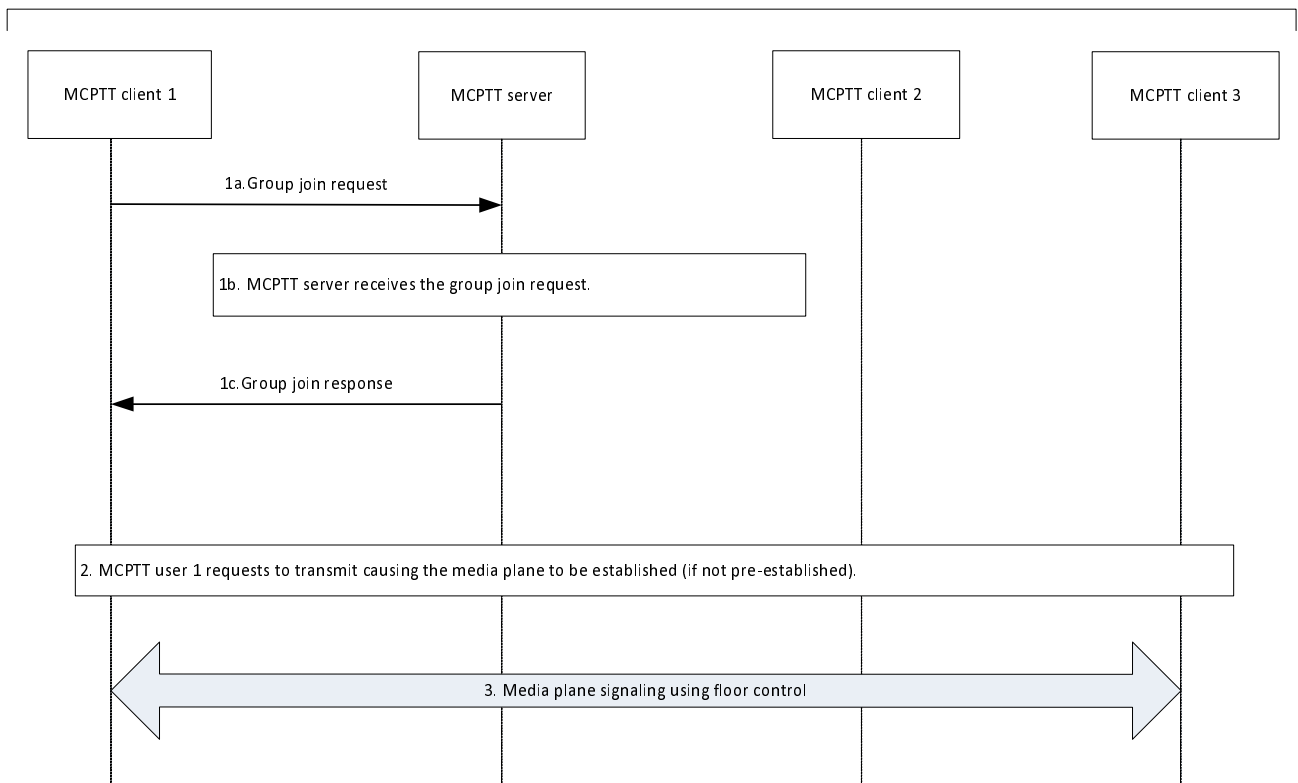 MCPTT client 1
MCPTT server
MCPTT client 2
MCPTT client 3
1a.Group join request
1b. MCPTT server receives the group join request.
1c.Group join response
2. MCPTT user 1 requests to transmit causing the media plane to be established (if not pre-established).
3. Media plane signaling using floor control